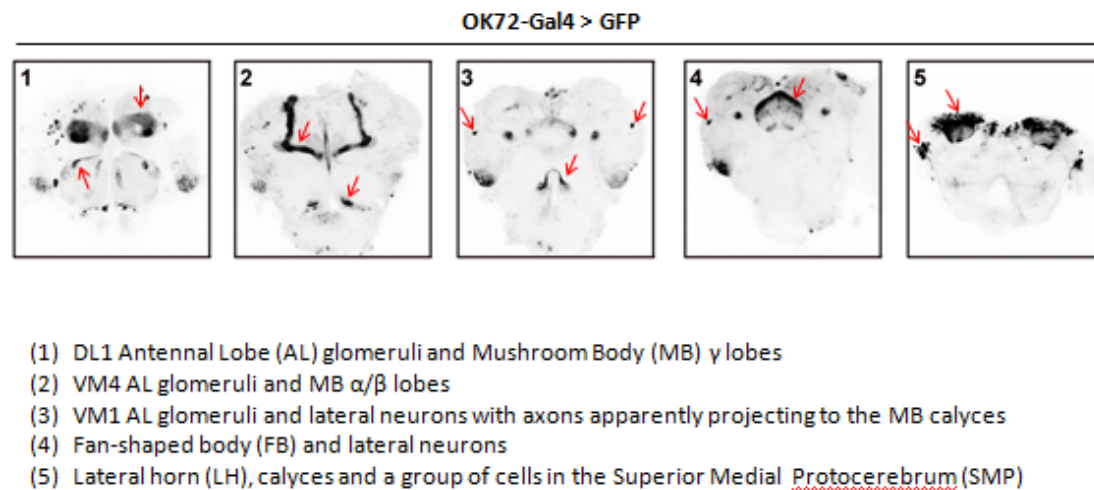 OK72-Gal4 > GFP
1 2 3 4 5
(1) DL1 Antennal Lobe (AL) glomeruli and Mushroom Body (MB) γ lobes
(2) VM4 AL glomeruli and MB α/β lobes
(3) VM1 AL glomeruli and lateral neurons with axons apparently projecting to the MB calyces
(4) Fan-shaped body (FB) and lateral neurons
(5) Lateral horn (LH), calyces and a group of cells in the Superior Medial Protocerebrum (SMP)